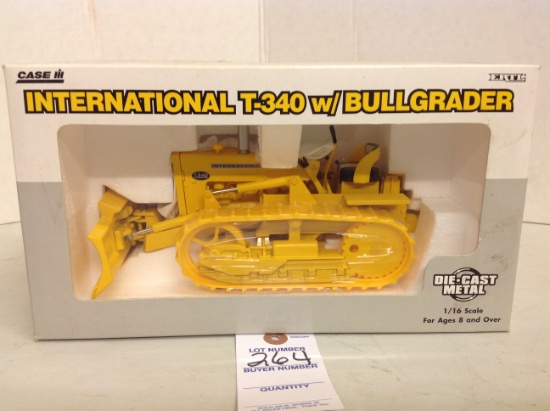 CASE IH
ERTL
INTERNATIONAL T-340 w/ BULLGRADER
INTERNATIONAL
DIE-CAST
METAL
1/16 Scale
For Ages 8 and Over
LOT NUMBER
264
BUYER NUMBER
QUANTITY